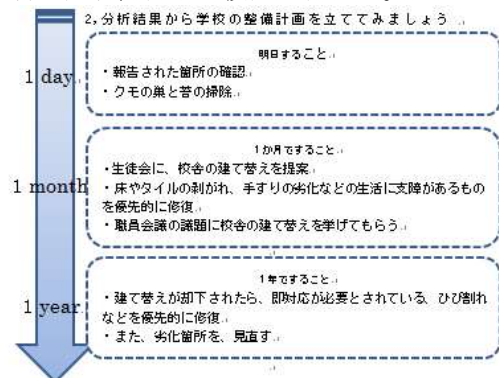 2,分析結果から学校の整備計画を立ててみましょう
1 day
明日すること
・報告された箇所の確認
・クモの巣と苔の掃除
1 month
1か月ですること
・生徒会に、校舎の建て替えを提案
・床やタイルの剥がれ、手すりの劣化などの生活に支障があるもの
を優先的に修復
・職員会議の議題に校舎の建て替えを挙げてもらう
1 year
1年ですること
・建て替えが却下されたら、即対応が必要とされている、ひび割れ
などを優先的に修復
・また、劣化箇所を、見直す